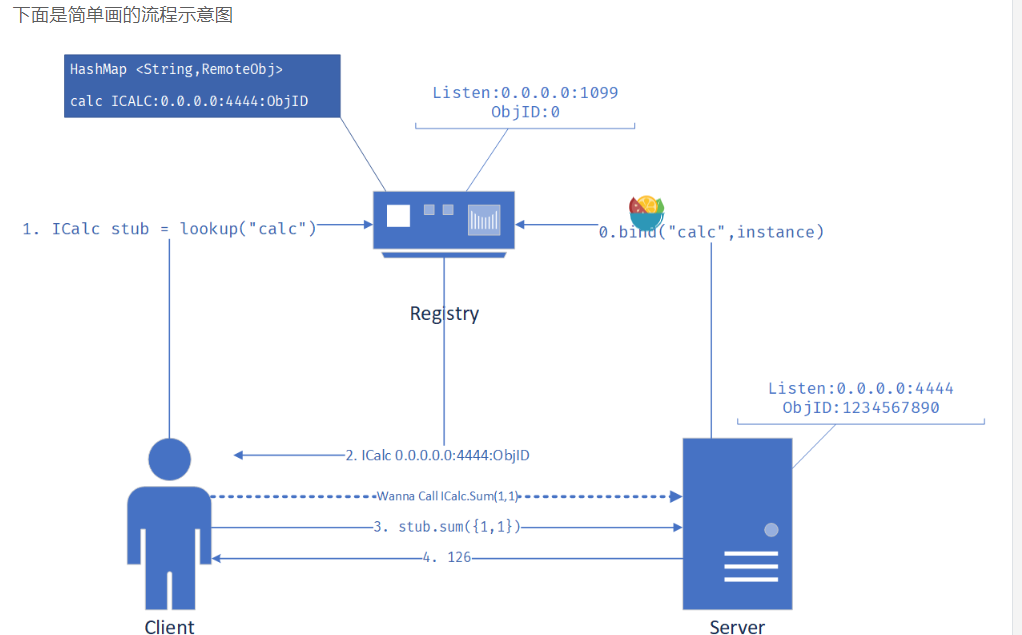 下面是简单画的流程示意图
HashMap <String,RemoteObj>
calc ICALC:0.0.0.0:4444:ObjID
Listen:0.0.0.0:1099
ObjID:0
1. ICalc stub = lookup("calc")
0.bind("calc",instance)
Registry
Listen:0.0.0.0:4444
ObjID:1234567890
2. ICalc 0.0.0.0.0:4444:ObjID
Wanna Call ICalc.Sum(1,1)
3. stub.sum({1,1})
4. 126
Client
Server